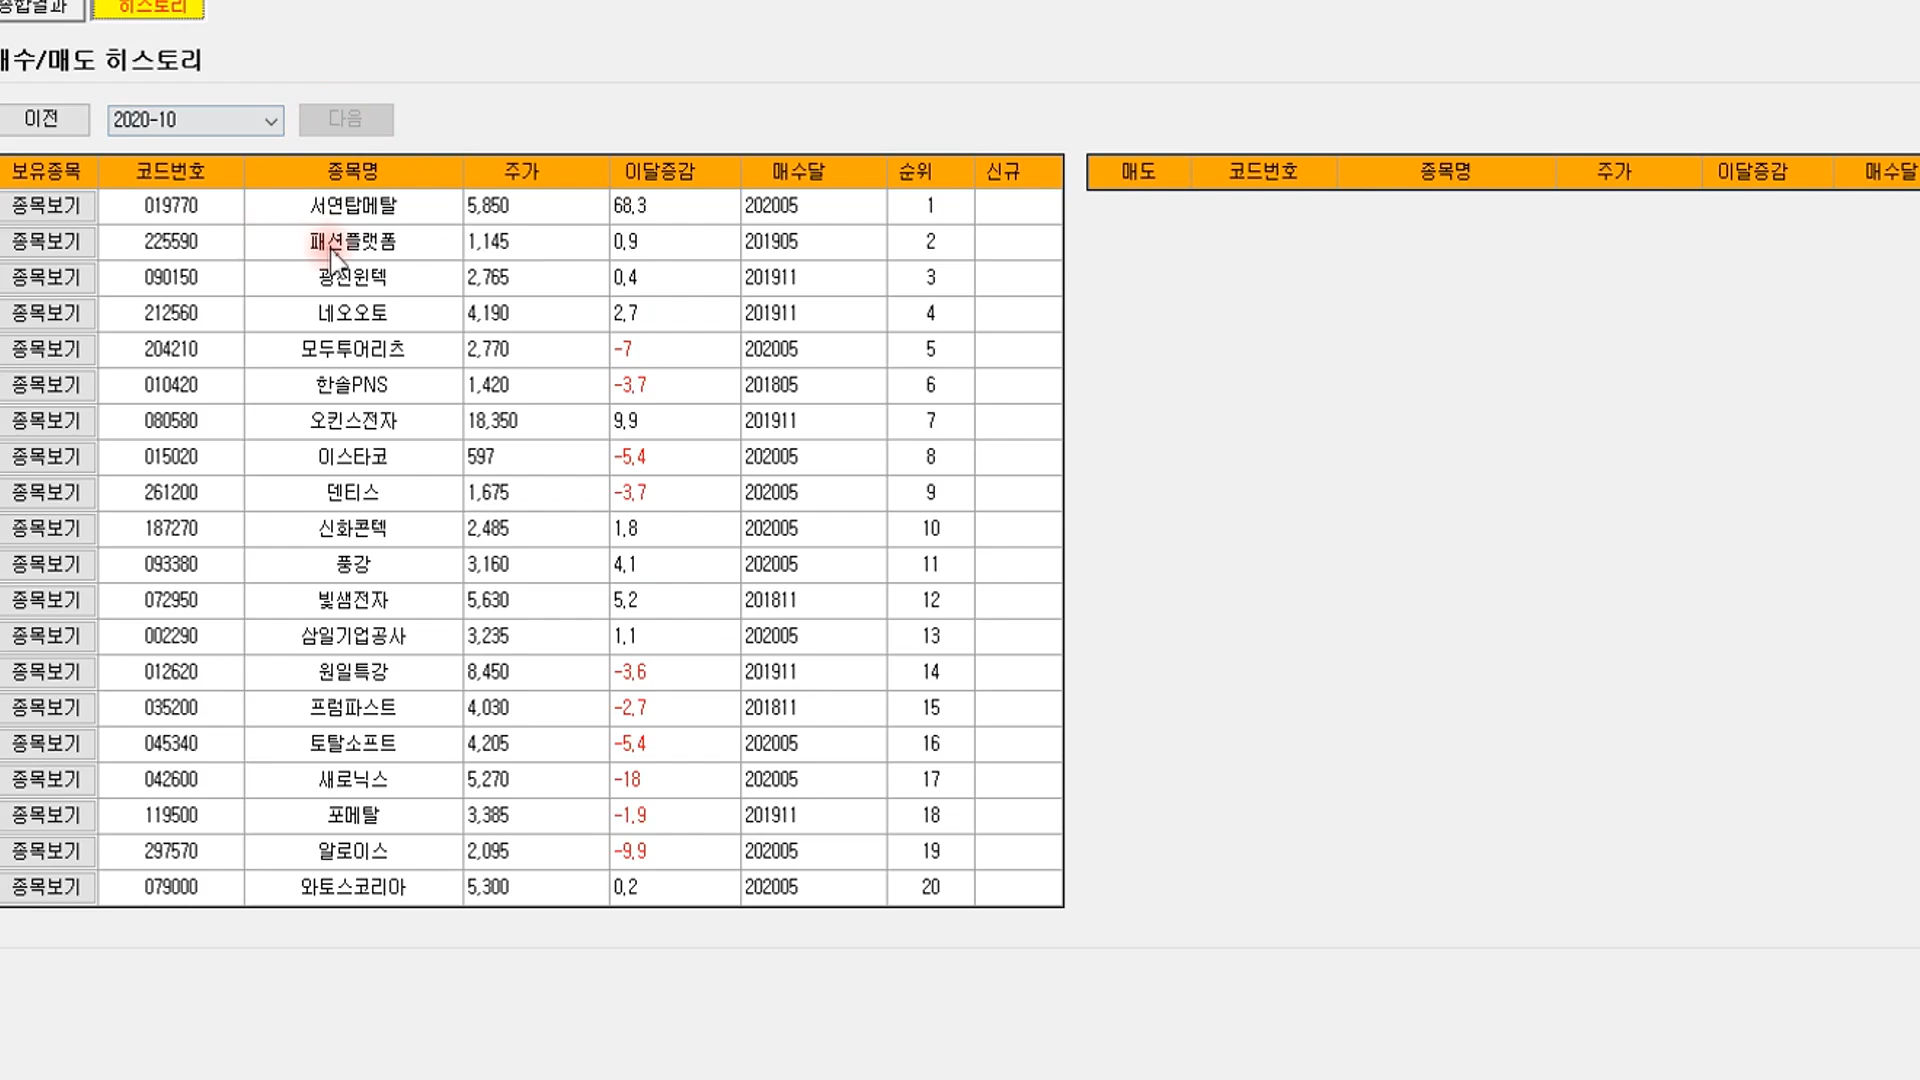 종합결과 히스토리
매수/매도 히스토리
이전 2020-10 다음
보유종목 코드번호 종목명 주가 이달증감 매수달 순위 신규
종목보기 019770 서연탑메탈 5,850 68.3 202005 1
종목보기 225590 패션플랫폼 1,145 0.9 201905 2
종목보기 090150 광진윈텍 2,765 0.4 201911 3
종목보기 212560 네오오토 4,190 2.7 201911 4
종목보기 204210 모두투어리츠 2,770 -7 202005 5
종목보기 010420 한솔PNS 1,420 -3.7 201805 6
종목보기 080580 오킨스전자 18,350 9.9 201911 7
종목보기 015020 이스타코 597 -5.4 202005 8
종목보기 261200 덴티스 1,675 -3.7 202005 9
종목보기 187270 신화콘텍 2,485 1.8 202005 10
종목보기 093380 풍강 3,160 4.1 202005 11
종목보기 072950 빛샘전자 5,630 5.2 201811 12
종목보기 002290 삼일기업공사 3,235 1.1 202005 13
종목보기 012620 원일특강 8,450 -3.6 201911 14
종목보기 035200 프럼파스트 4,030 -2.7 201811 15
종목보기 045340 토탈소프트 4,205 -5.4 202005 16
종목보기 042600 새로닉스 5,270 -18 202005 17
종목보기 119500 포메탈 3,385 -1.9 201911 18
종목보기 297570 알로이스 2,095 -9.9 202005 19
종목보기 079000 와토스코리아 5,300 0.2 202005 20
매도 코드번호 종목명 주가 이달증감 매수달